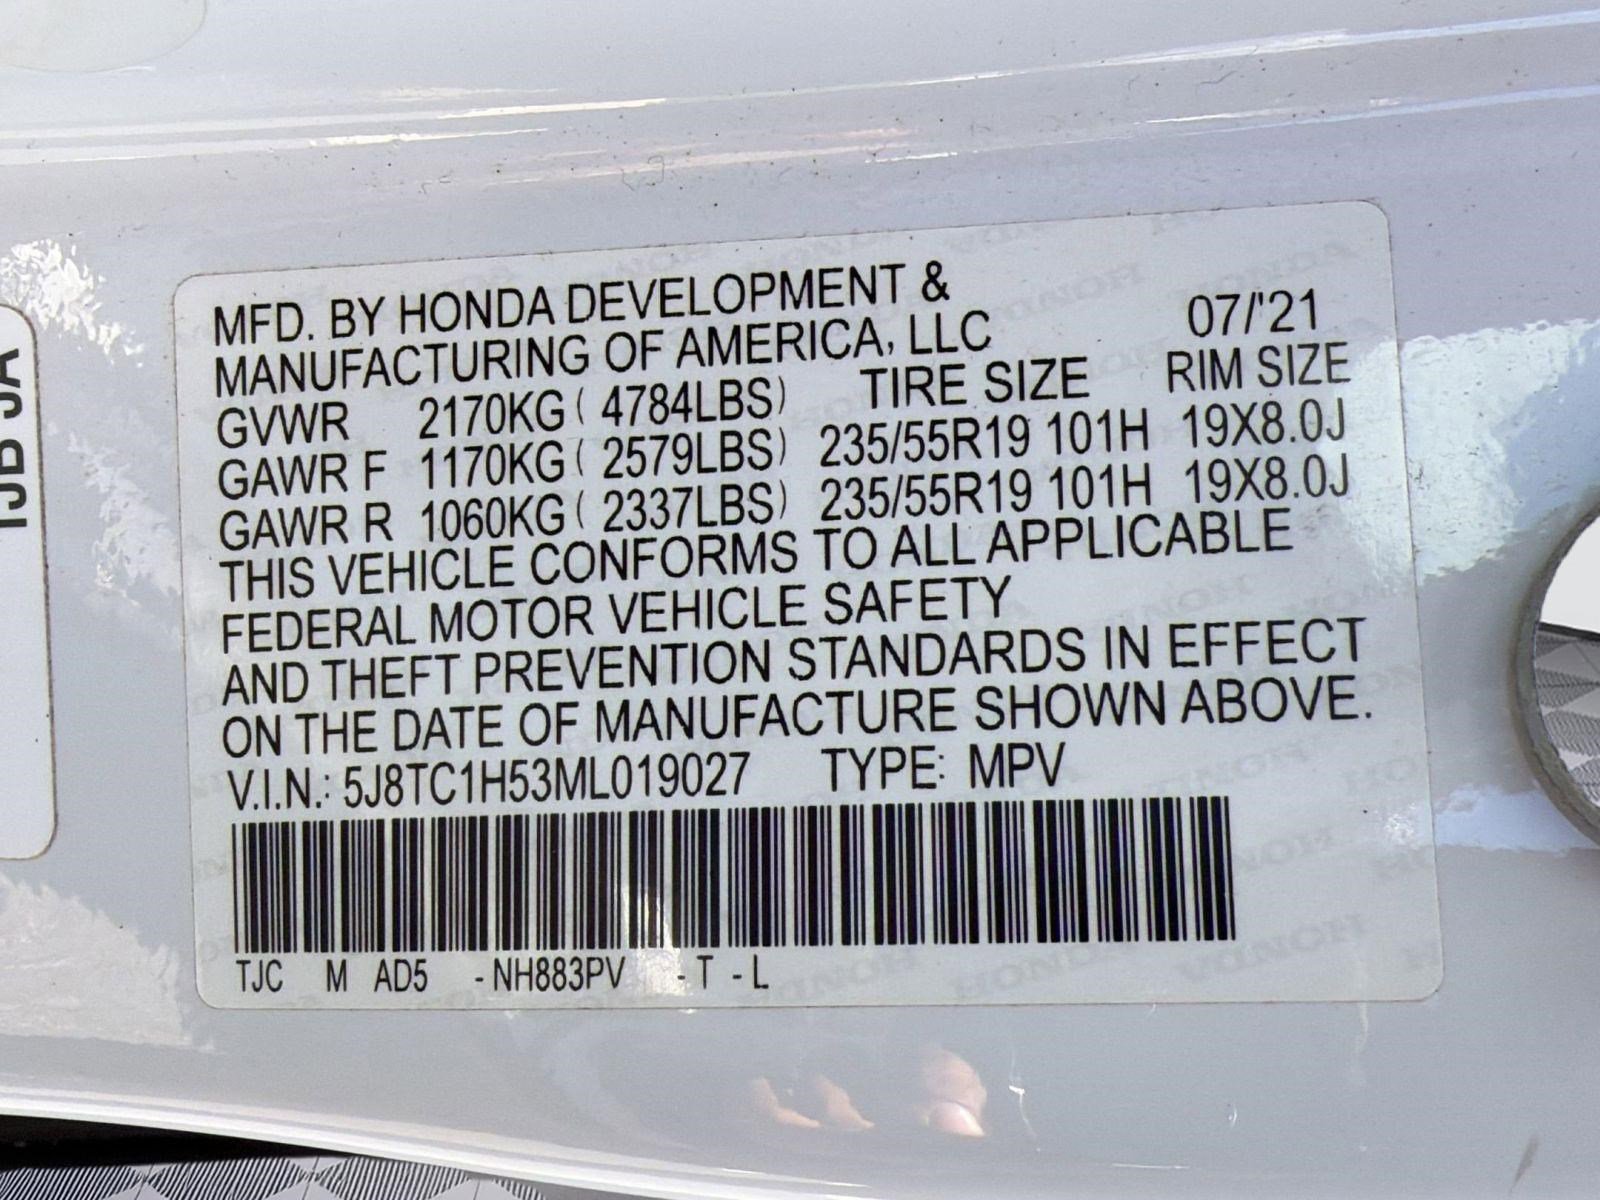 MFD. BY HONDA DEVELOPMENT &
MANUFACTURING OF AMERICA, LLC 07/'21
GVWR 2170KG ( 4784LBS) TIRE SIZE RIM SIZE
GAWR F 1170KG ( 2579LBS) 235/55R19 101H 19X8.0J
GAWR R 1060KG ( 2337LBS) 235/55R19 101H 19X8.0J
THIS VEHICLE CONFORMS TO ALL APPLICABLE
FEDERAL MOTOR VEHICLE SAFETY
AND THEFT PREVENTION STANDARDS IN EFFECT
ON THE DATE OF MANUFACTURE SHOWN ABOVE.
V.I.N.: 5J8TC1H53ML019027 TYPE: MPV
TJC M AD5 -NH883PV -T -L